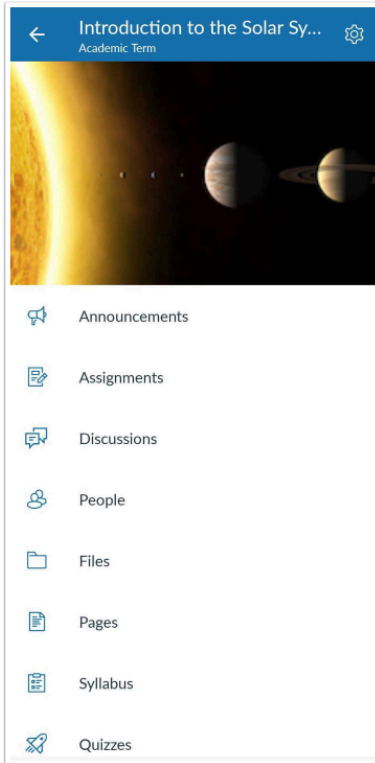 Introduction to the Solar Sy...
Academic Term
Announcements
Assignments
Discussions
People
Files
Pages
Syllabus
Quizzes